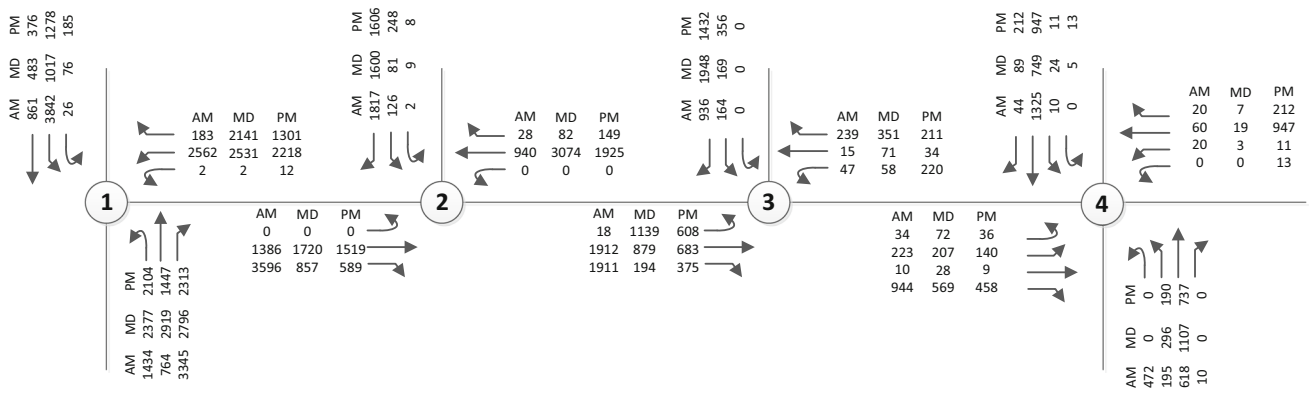 PM 376 1278 185
MD 483 1017 76
AM 861 3842 26
AM MD PM
183 2141 1301
2562 2531 2218
2 2 12
1
PM 2104 1447 2313
MD 2377 2919 2796
AM 1434 764 3345
PM 1606 248 8
MD 1600 81 9
AM 1817 126 2
AM MD PM
28 82 149
940 3074 1925
0 0 0
2
AM MD PM
0 0 0
1386 1720 1519
3596 857 589
PM 1432 356 0
MD 1948 169 0
AM 936 164 0
AM MD PM
239 351 211
15 71 34
47 58 220
3
AM MD PM
18 1139 608
1912 879 683
1911 194 375
PM 212 947 11 13
MD 89 749 24 5
AM 44 1325 10 0
AM MD PM
20 7 212
60 19 947
20 3 11
0 0 13
4
AM MD PM
34 72 36
223 207 140
10 28 9
944 569 458
PM 0 190 737 0
MD 0 296 1107 0
AM 472 195 618 10